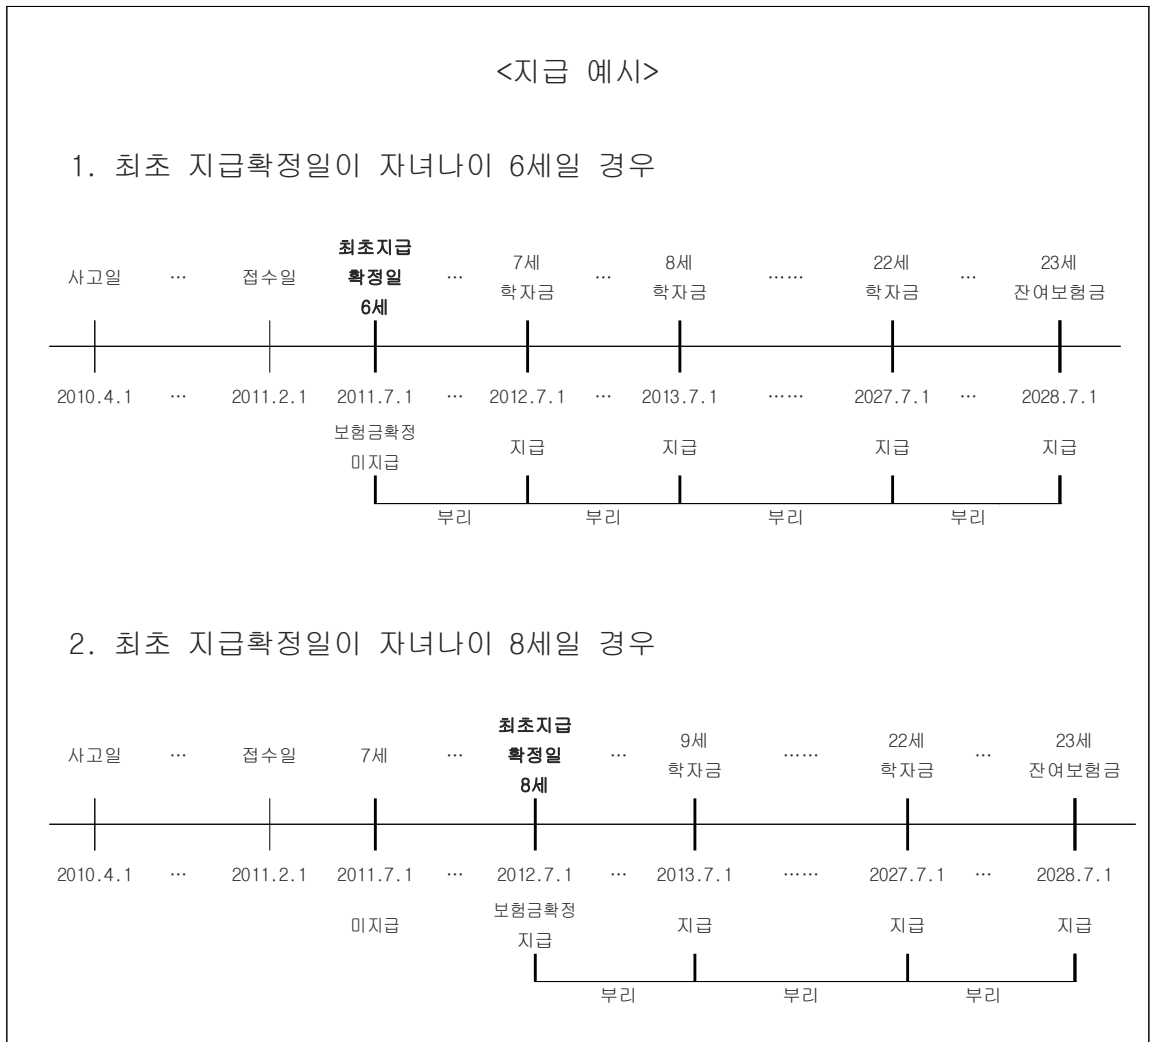 <지급 예시>
1. 최초 지급확정일이 자녀나이 6세일 경우
최초지급
사고일 … 접수일 확정일 … 7세 … 8세 …… 22세 … 23세
6세 학자금 학자금 학자금 잔여보험금
2010.4.1 … 2011.2.1 2011.7.1 … 2012.7.1 … 2013.7.1 …… 2027.7.1 … 2028.7.1
보험금확정 지급 지급 지급 지급
미지급
부리 부리 부리 부리
2. 최초 지급확정일이 자녀나이 8세일 경우
최초지급
사고일 … 접수일 7세 … 확정일 … 9세 …… 22세 … 23세
8세 학자금 학자금 잔여보험금
2010.4.1 … 2011.2.1 2011.7.1 … 2012.7.1 … 2013.7.1 …… 2027.7.1 … 2028.7.1
미지급 보험금확정 지급 지급 지급
지급
부리 부리 부리